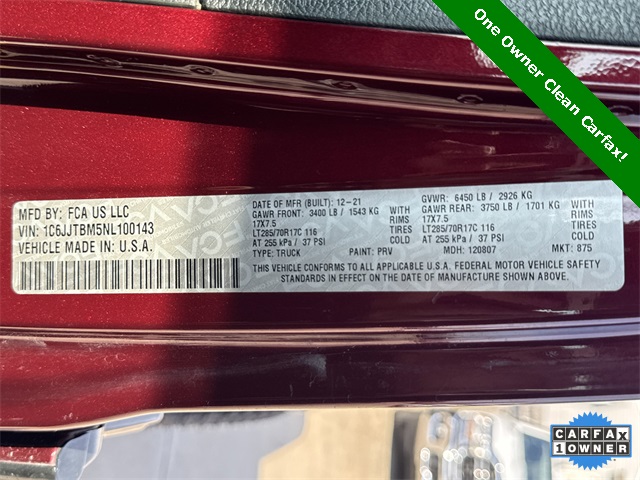 One Owner Clean Carfax!
MFD BY: FCA US LLC
VIN: 1C6JJTBM5NL100143
VEHICLE MADE IN U.S.A.
DATE OF MFR (BUILT): 12-21
GAWR FRONT: 3400 LB / 1543 KG
17X7.5
LT285/70R17C 116
AT 255 kPa / 37 PSI
TYPE: TRUCK
WITH
RIMS
TIRES
COLD
PAINT: PRV
GVWR: 6450 LB / 2926 KG
GAWR REAR: 3750 LB / 1701 KG
17X7.5
LT285/70R17C 116
AT 255 kPa / 37 PSI
MDH: 120807
WITH
RIMS
TIRES
COLD
MKT: 875
THIS VEHICLE CONFORMS TO ALL APPLICABLE U.S.A. FEDERAL MOTOR VEHICLE SAFETY
STANDARDS IN EFFECT ON THE DATE OF MANUFACTURE SHOWN ABOVE.
CARFAX
1 OWNER